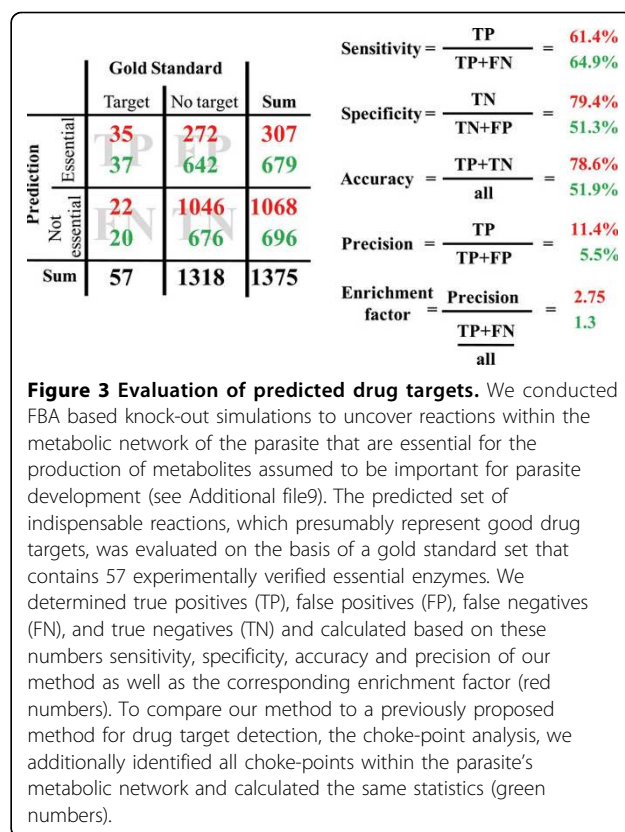 Gold Standard
Target No target Sum
Prediction
Essential
35 272 307
TP FP
37 642 679
Not essential
22 1046 1068
FN TN
20 676 696
Sum 57 1318 1375
Sensitivity = TP / TP+FN = 61.4% 64.9%
Specificity = TN / TN+FP = 79.4% 51.3%
Accuracy = TP+TN / all = 78.6% 51.9%
Precision = TP / TP+FP = 11.4% 5.5%
Enrichment factor = Precision / TP+FN / all = 2.75 1.3
Figure 3 Evaluation of predicted drug targets. We conducted
FBA based knock-out simulations to uncover reactions within the
metabolic network of the parasite that are essential for the
production of metabolites assumed to be important for parasite
development (see Additional file9). The predicted set of
indispensable reactions, which presumably represent good drug
targets, was evaluated on the basis of a gold standard set that
contains 57 experimentally verified essential enzymes. We
determined true positives (TP), false positives (FP), false negatives
(FN), and true negatives (TN) and calculated based on these
numbers sensitivity, specificity, accuracy and precision of our
method as well as the corresponding enrichment factor (red
numbers). To compare our method to a previously proposed
method for drug target detection, the choke-point analysis, we
additionally identified all choke-points within the parasite's
metabolic network and calculated the same statistics (green
numbers).